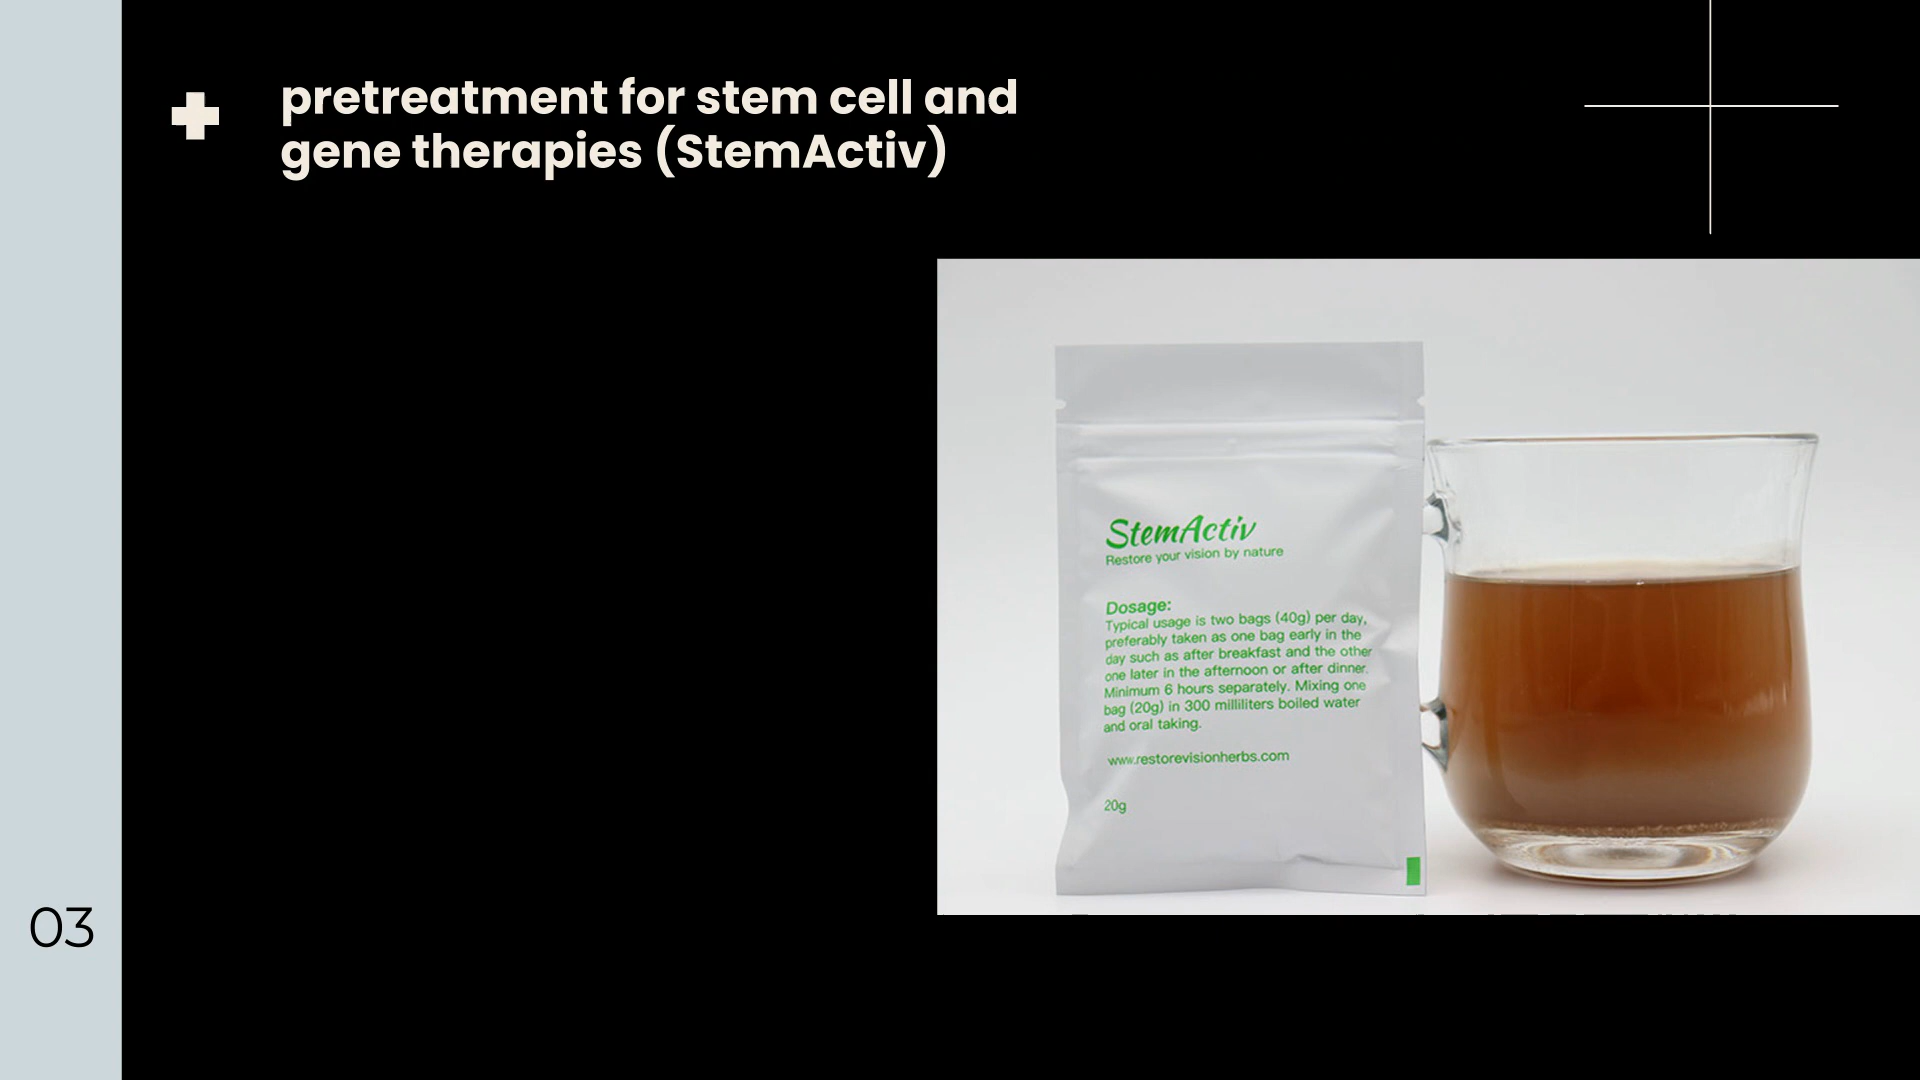 pretreatment for stem cell and
gene therapies (StemActiv)
StemActiv
Restore your vision by nature
Dosage:
Typical usage is two bags (40g) per day,
preferably taken as one bag early in the
day such as after breakfast and the other
one later in the afternoon or after dinner.
Minimum 6 hours separately. Mixing one
bag (20g) in 300 milliliters boiled water
and oral taking.
www.restorevisionherbs.com
20g
03